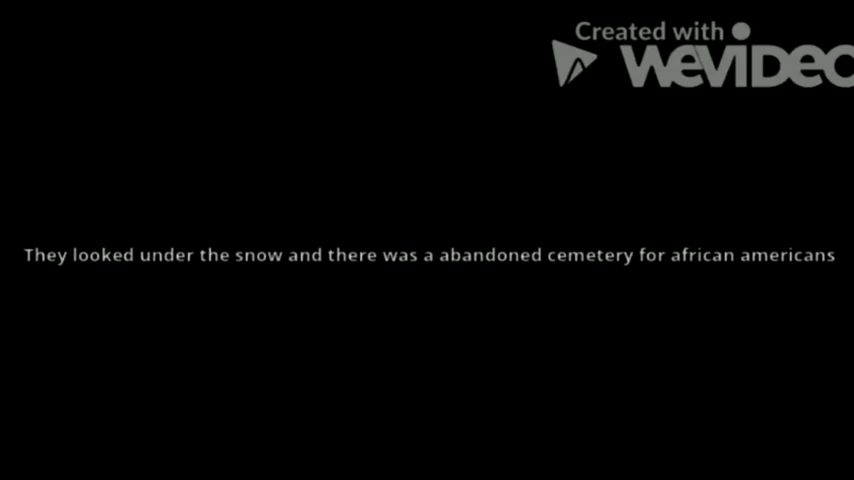 Created with
WeVideo
They looked under the snow and there was a abandoned cemetery for african americans